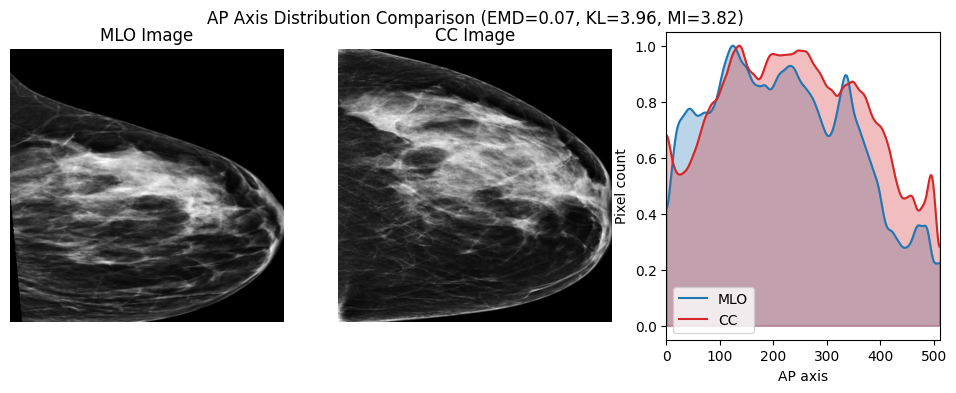 AP Axis Distribution Comparison (EMD=0.07, KL=3.96, MI=3.82)
MLO Image
CC Image
1.0
0.8
0.6
0.4
0.2
0.0
Pixel count
MLO
CC
0 100 200 300 400 500
AP axis